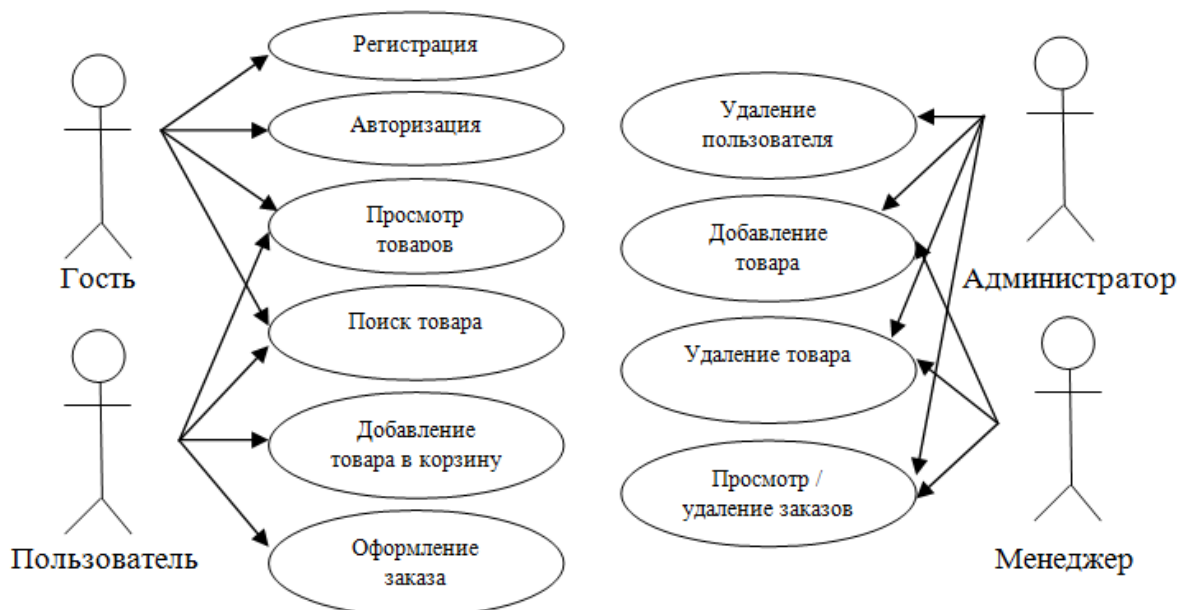 Регистрация
Авторизация
Просмотр
товаров
Гость
Поиск товара
Добавление
товара в корзину
Оформление
заказа
Пользователь
Удаление
пользователя
Добавление
товара
Администратор
Удаление товара
Просмотр /
удаление заказов
Менеджер